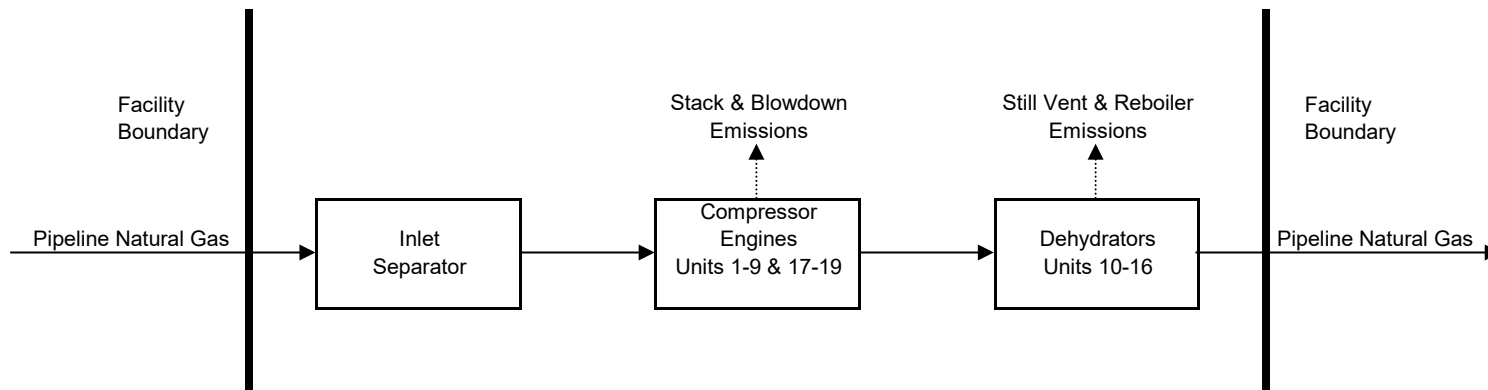 Facility
Boundary
Stack & Blowdown
Emissions
Still Vent & Reboiler
Emissions
Facility
Boundary
Pipeline Natural Gas
Inlet
Separator
Compressor
Engines
Units 1-9 & 17-19
Dehydrators
Units 10-16
Pipeline Natural Gas